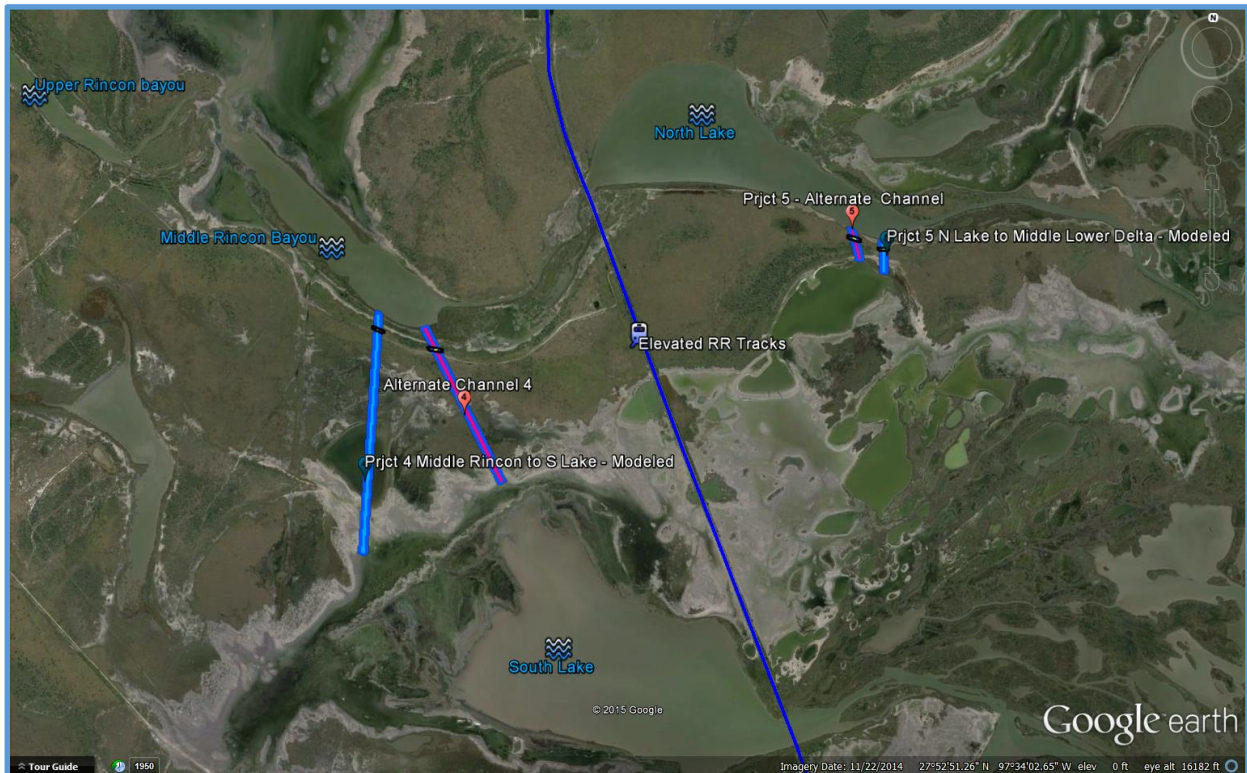 N
Upper Rincon bayou
North Lake
Prjct 5 - Alternate Channel
5
Middle Rincon Bayou
Prjct 5 N Lake to Middle Lower Delta - Modeled
Elevated RR Tracks
Alternate Channel 4
4
Prjct 4 Middle Rincon to S Lake - Modeled
South Lake
© 2015 Google
Google earth
Tour Guide
1950
Imagery Date: 11/22/2014 27°52'51.26" N 97°34'02.65" W elev 0 ft eye alt 16182 ft